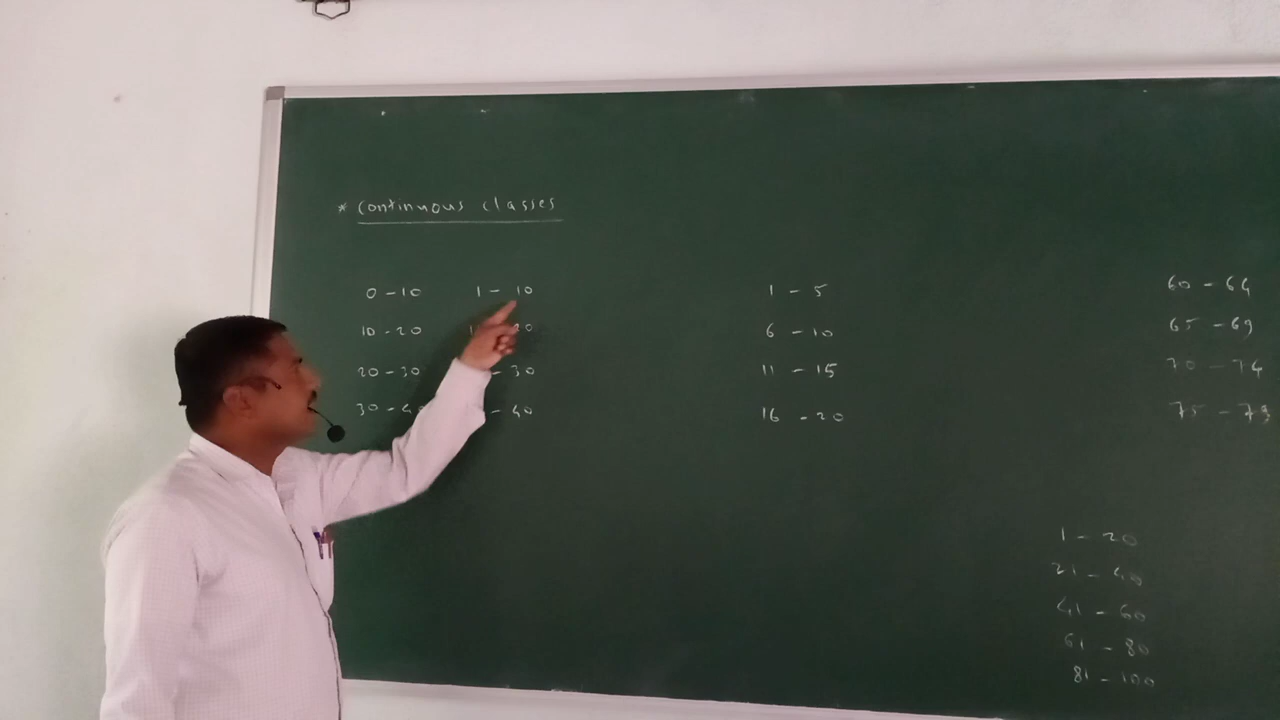 * Continuous classes
0 - 10
10 - 20
20 - 30
30 - 40
1 - 10
- 30
- 40
1 - 5
6 - 10
11 - 15
16 - 20
60 - 64
65 - 69
70 - 74
75 - 79
1 - 20
21 - 40
41 - 60
61 - 80
81 - 100